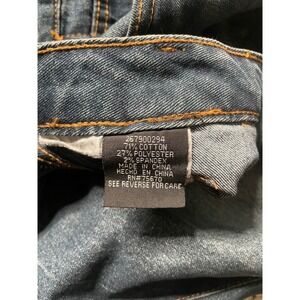 267900294
71% COTTON
27% POLYESTER
2% SPANDEX
MADE IN CHINA
HECHO EN CHINA
RN#75670
SEE REVERSE FOR CARE